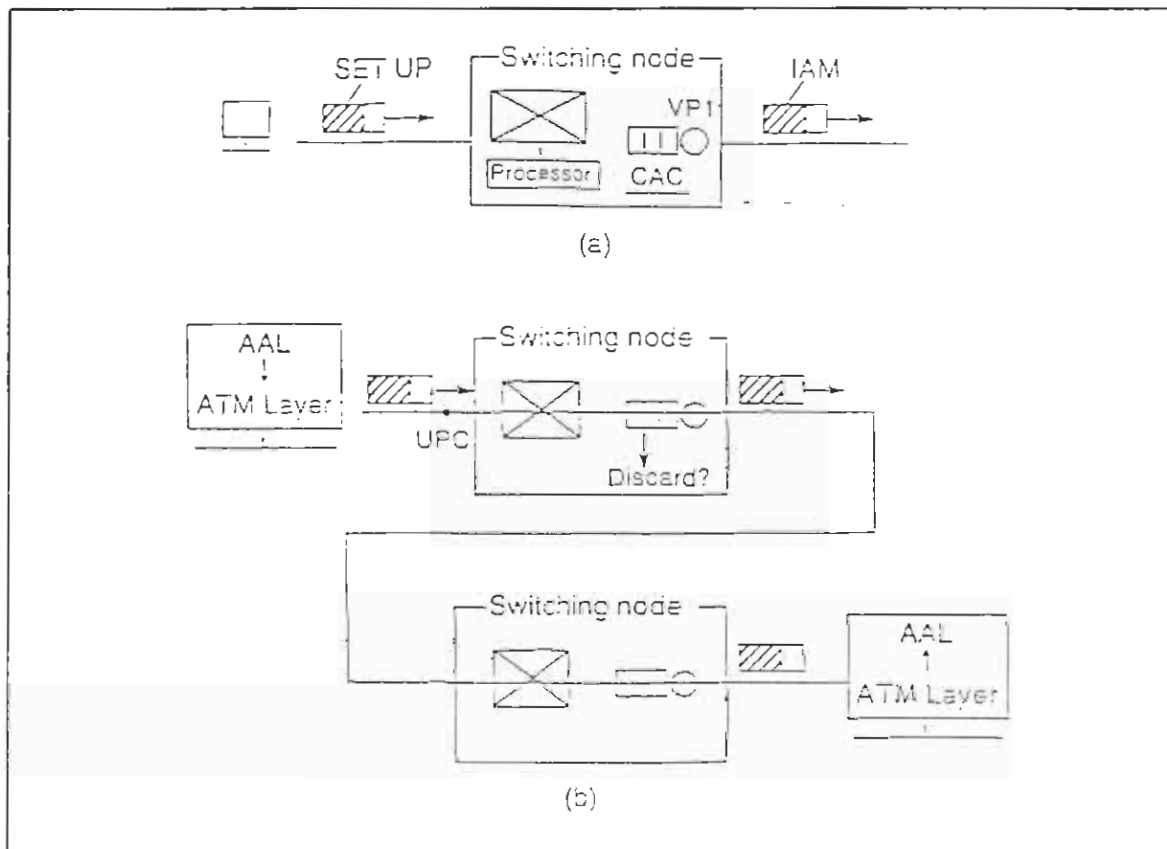 Switching node
SET UP
IAM
VP1
Processor
CAC
(a)
Switching node
AAL
ATM Layer
UPC
Discard?
Switching node
AAL
ATM Layer
(b)